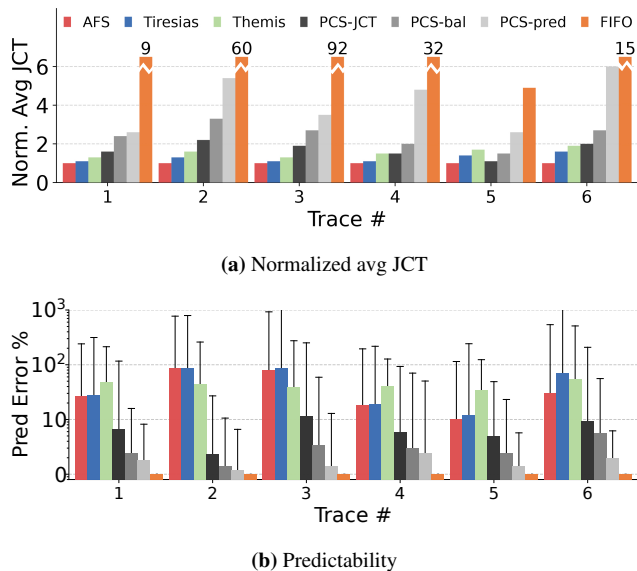 AFS Tiresias Themis PCS-JCT PCS-bal PCS-pred FIFO
9 60 92 32 15
Norm. Avg JCT
6
4
2
0
1 2 3 4 5 6
Trace #
(a) Normalized avg JCT
Pred Error %
10³
10²
10
0
1 2 3 4 5 6
Trace #
(b) Predictability